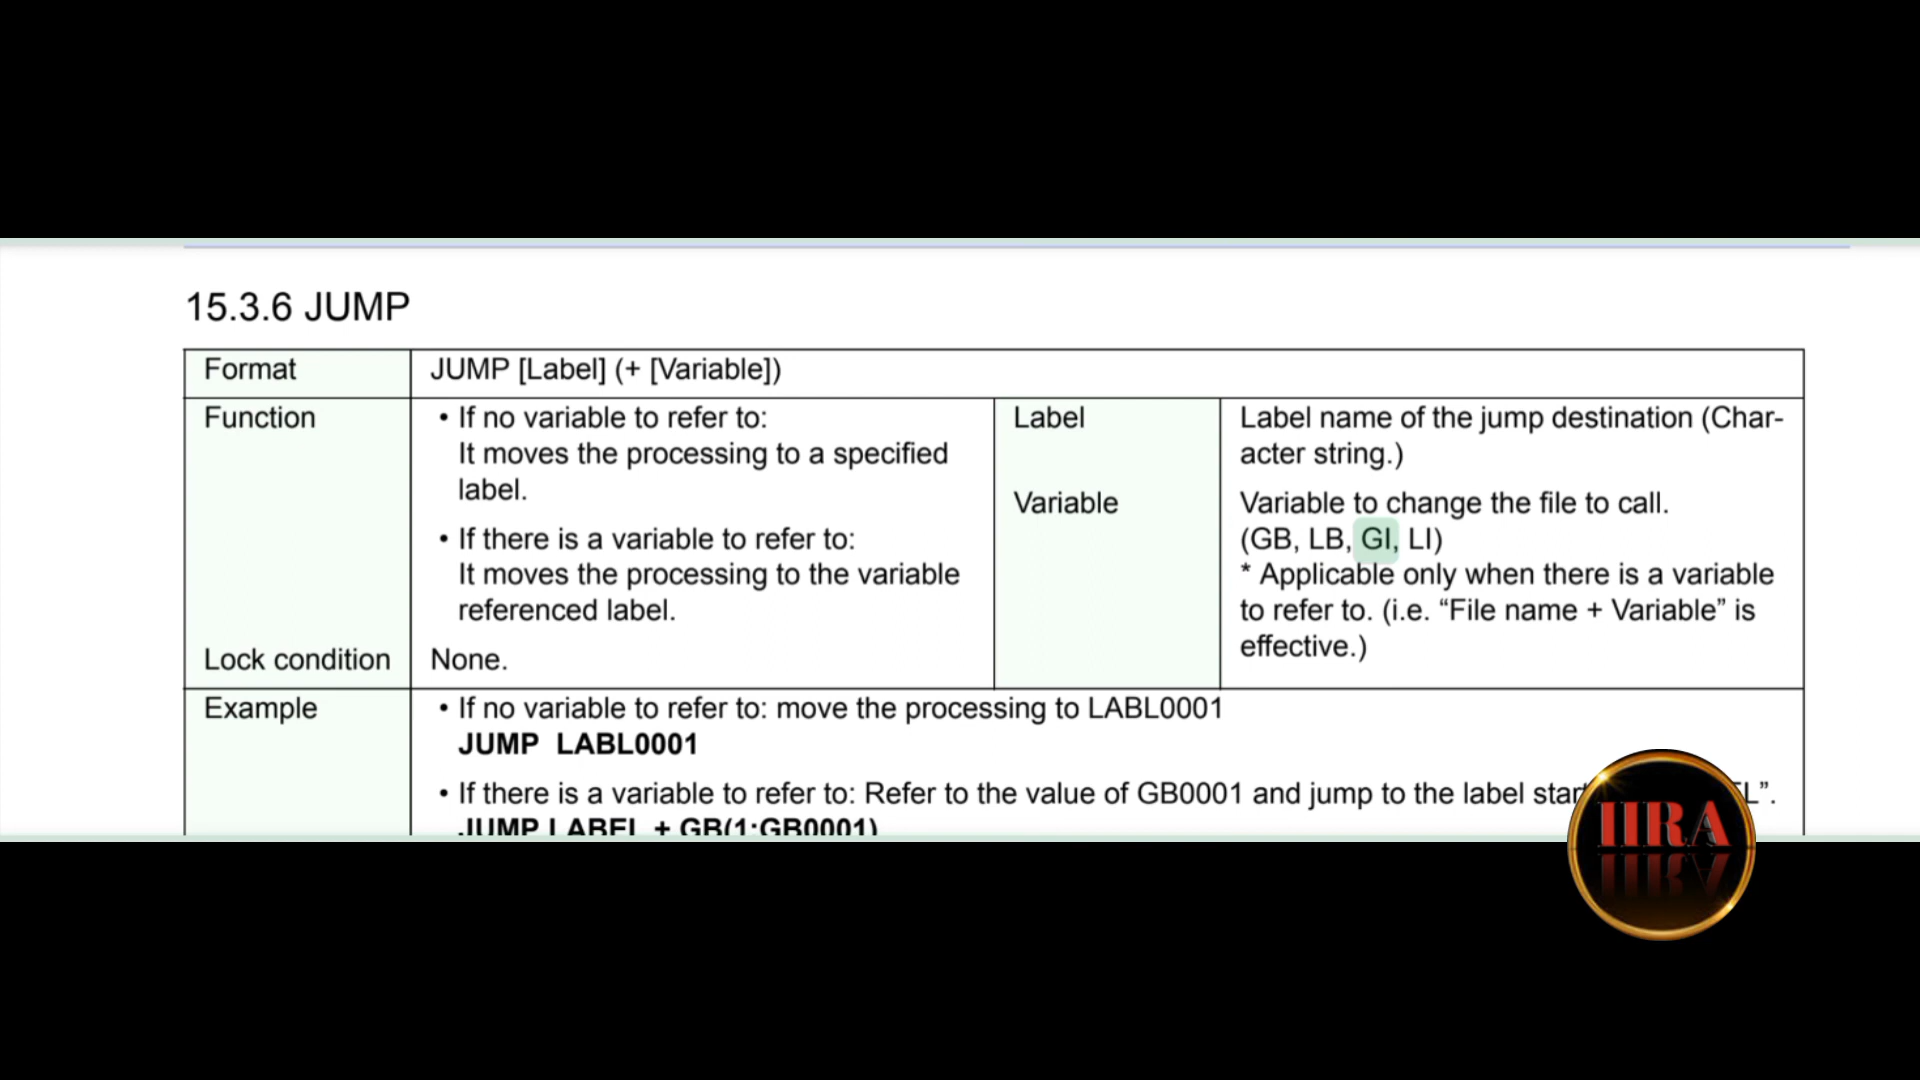 15.3.6 JUMP
Format
JUMP [Label] (+ [Variable])
Function
• If no variable to refer to:
It moves the processing to a specified
label.
• If there is a variable to refer to:
It moves the processing to the variable
referenced label.
Label
Label name of the jump destination (Char-
acter string.)
Variable
Variable to change the file to call.
(GB, LB, GI, LI)
* Applicable only when there is a variable
to refer to. (i.e. “File name + Variable” is
effective.)
Lock condition
None.
Example
• If no variable to refer to: move the processing to LABL0001
JUMP LABL0001
• If there is a variable to refer to: Refer to the value of GB0001 and jump to the label
JUMP LABEL + GB(1:GB0001)
IIRA